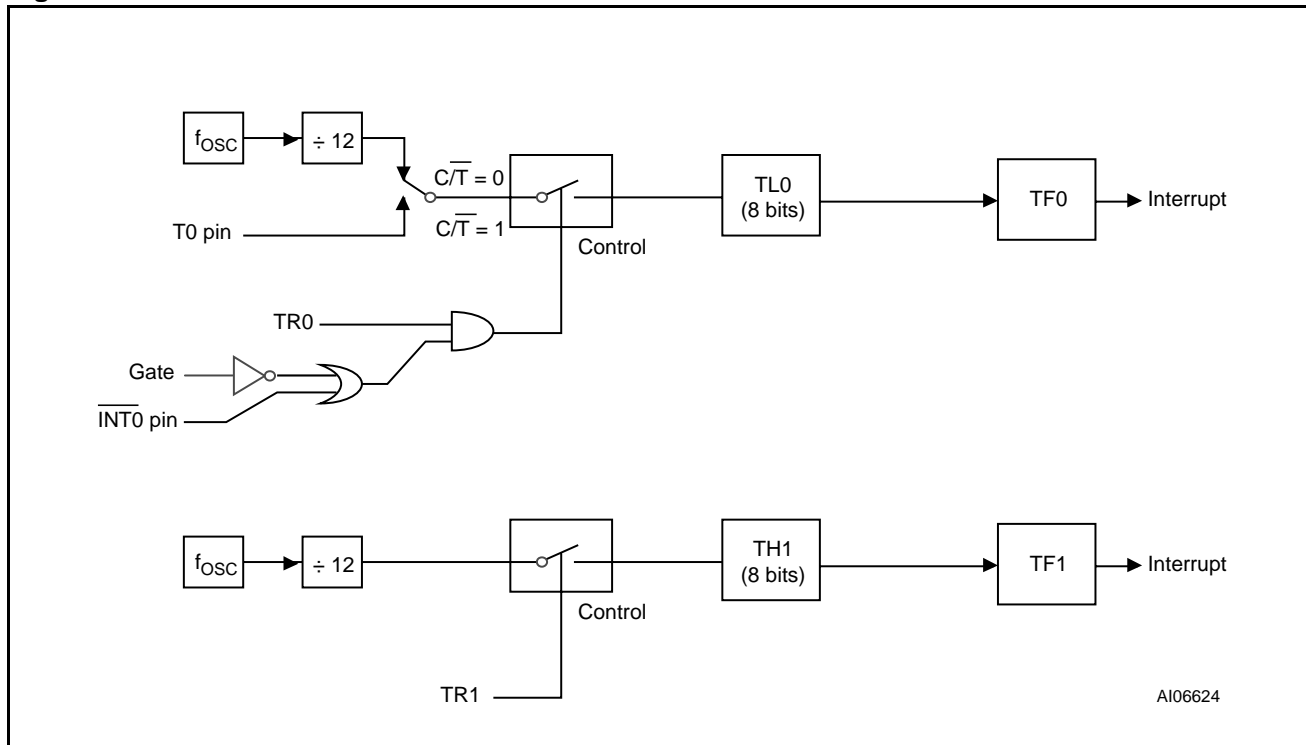 fOSC
÷ 12
C/T̅ = 0
C/T̅ = 1
T0 pin
Control
TL0
(8 bits)
TF0
Interrupt
TR0
Gate
I̅N̅T̅0̅ pin
fOSC
÷ 12
Control
TH1
(8 bits)
TF1
Interrupt
TR1
AI06624